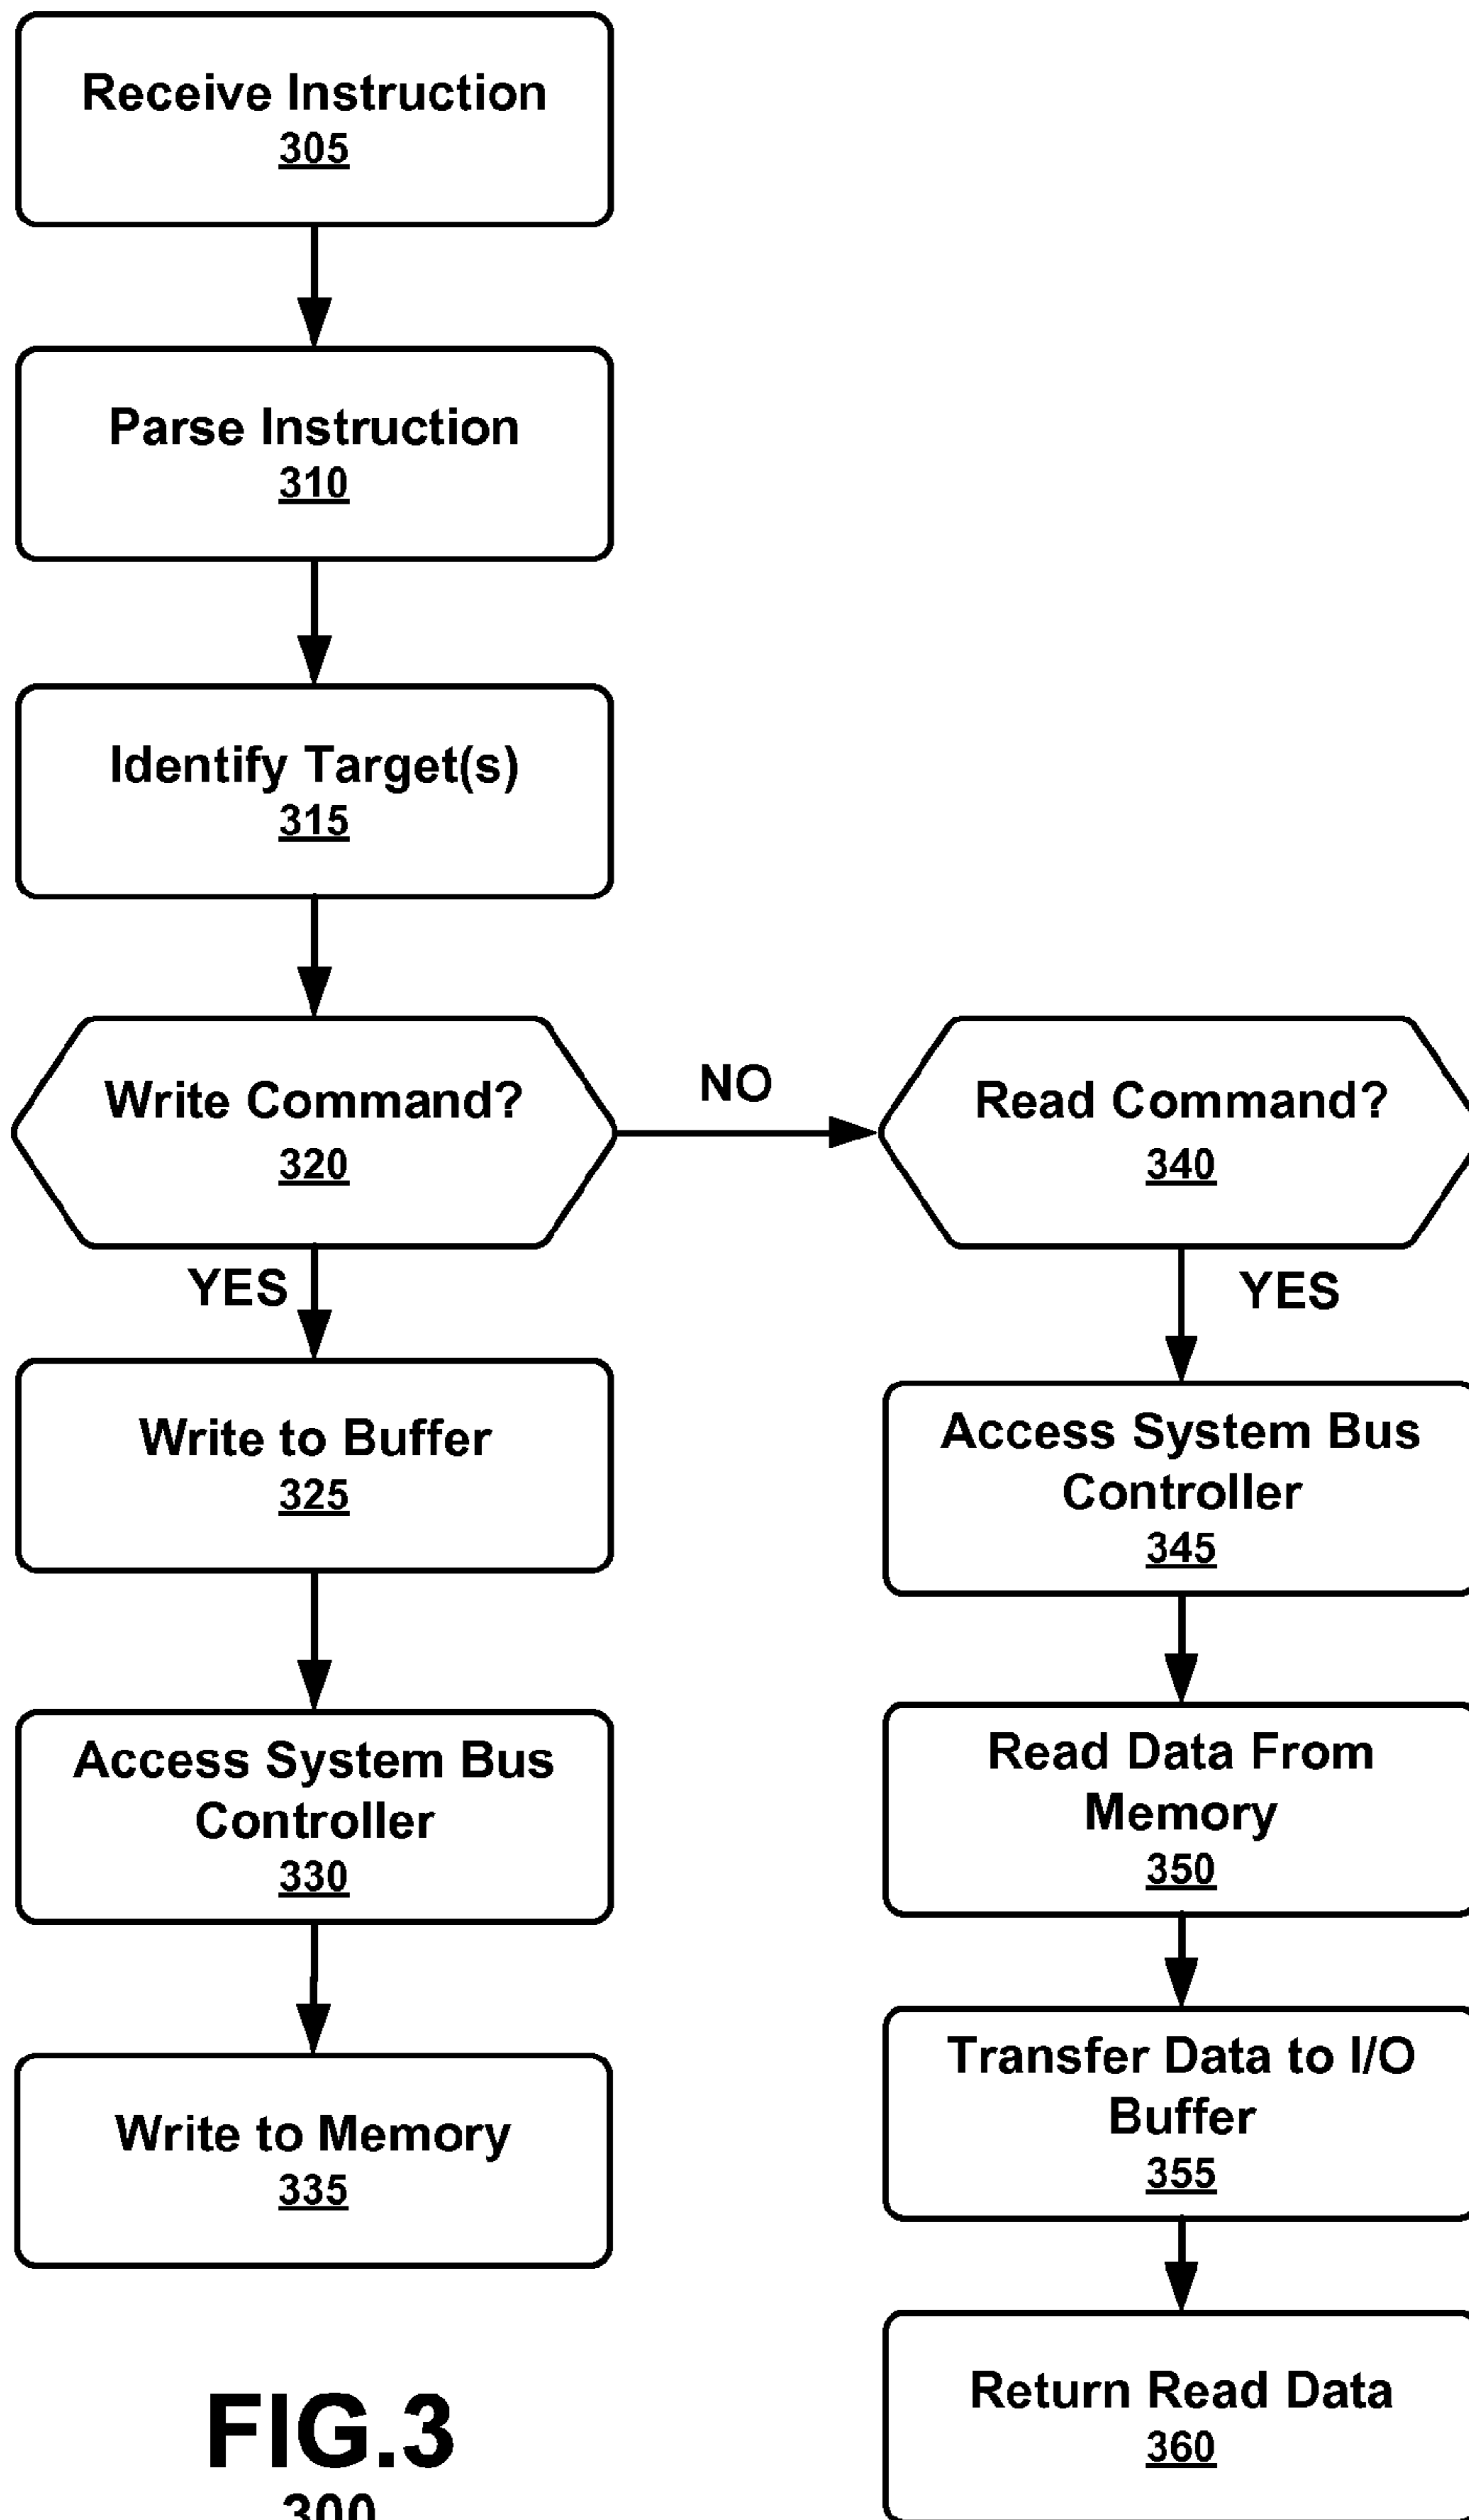 Receive Instruction
305
Parse Instruction
310
Identify Target(s)
315
Write Command?
320
NO
Read Command?
340
YES
Write to Buffer
325
Access System Bus
Controller
330
Write to Memory
335
YES
Access System Bus
Controller
345
Read Data From
Memory
350
Transfer Data to I/O
Buffer
355
Return Read Data
360
FIG.3
300